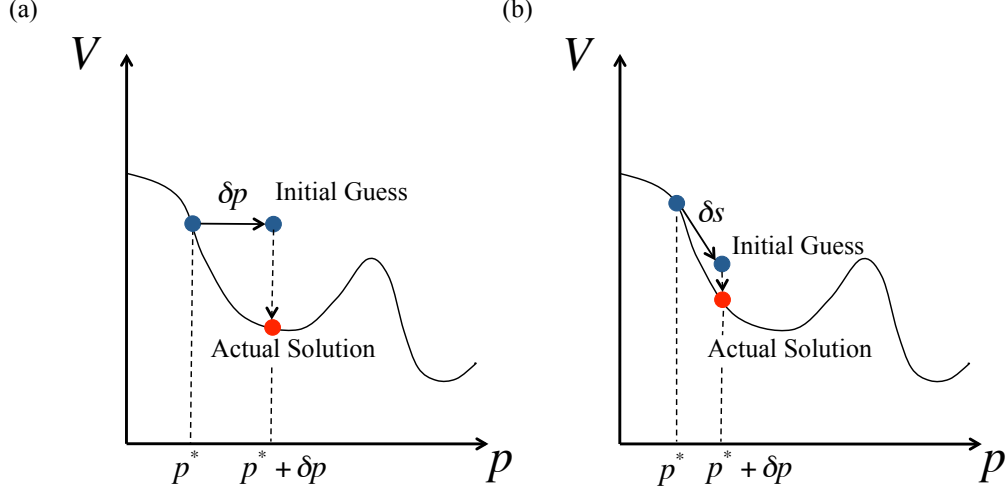 (a)
V
δp
Initial Guess
Actual Solution
p*
p* + δp
p
(b)
V
δs
Initial Guess
Actual Solution
p*
p* + δp
p